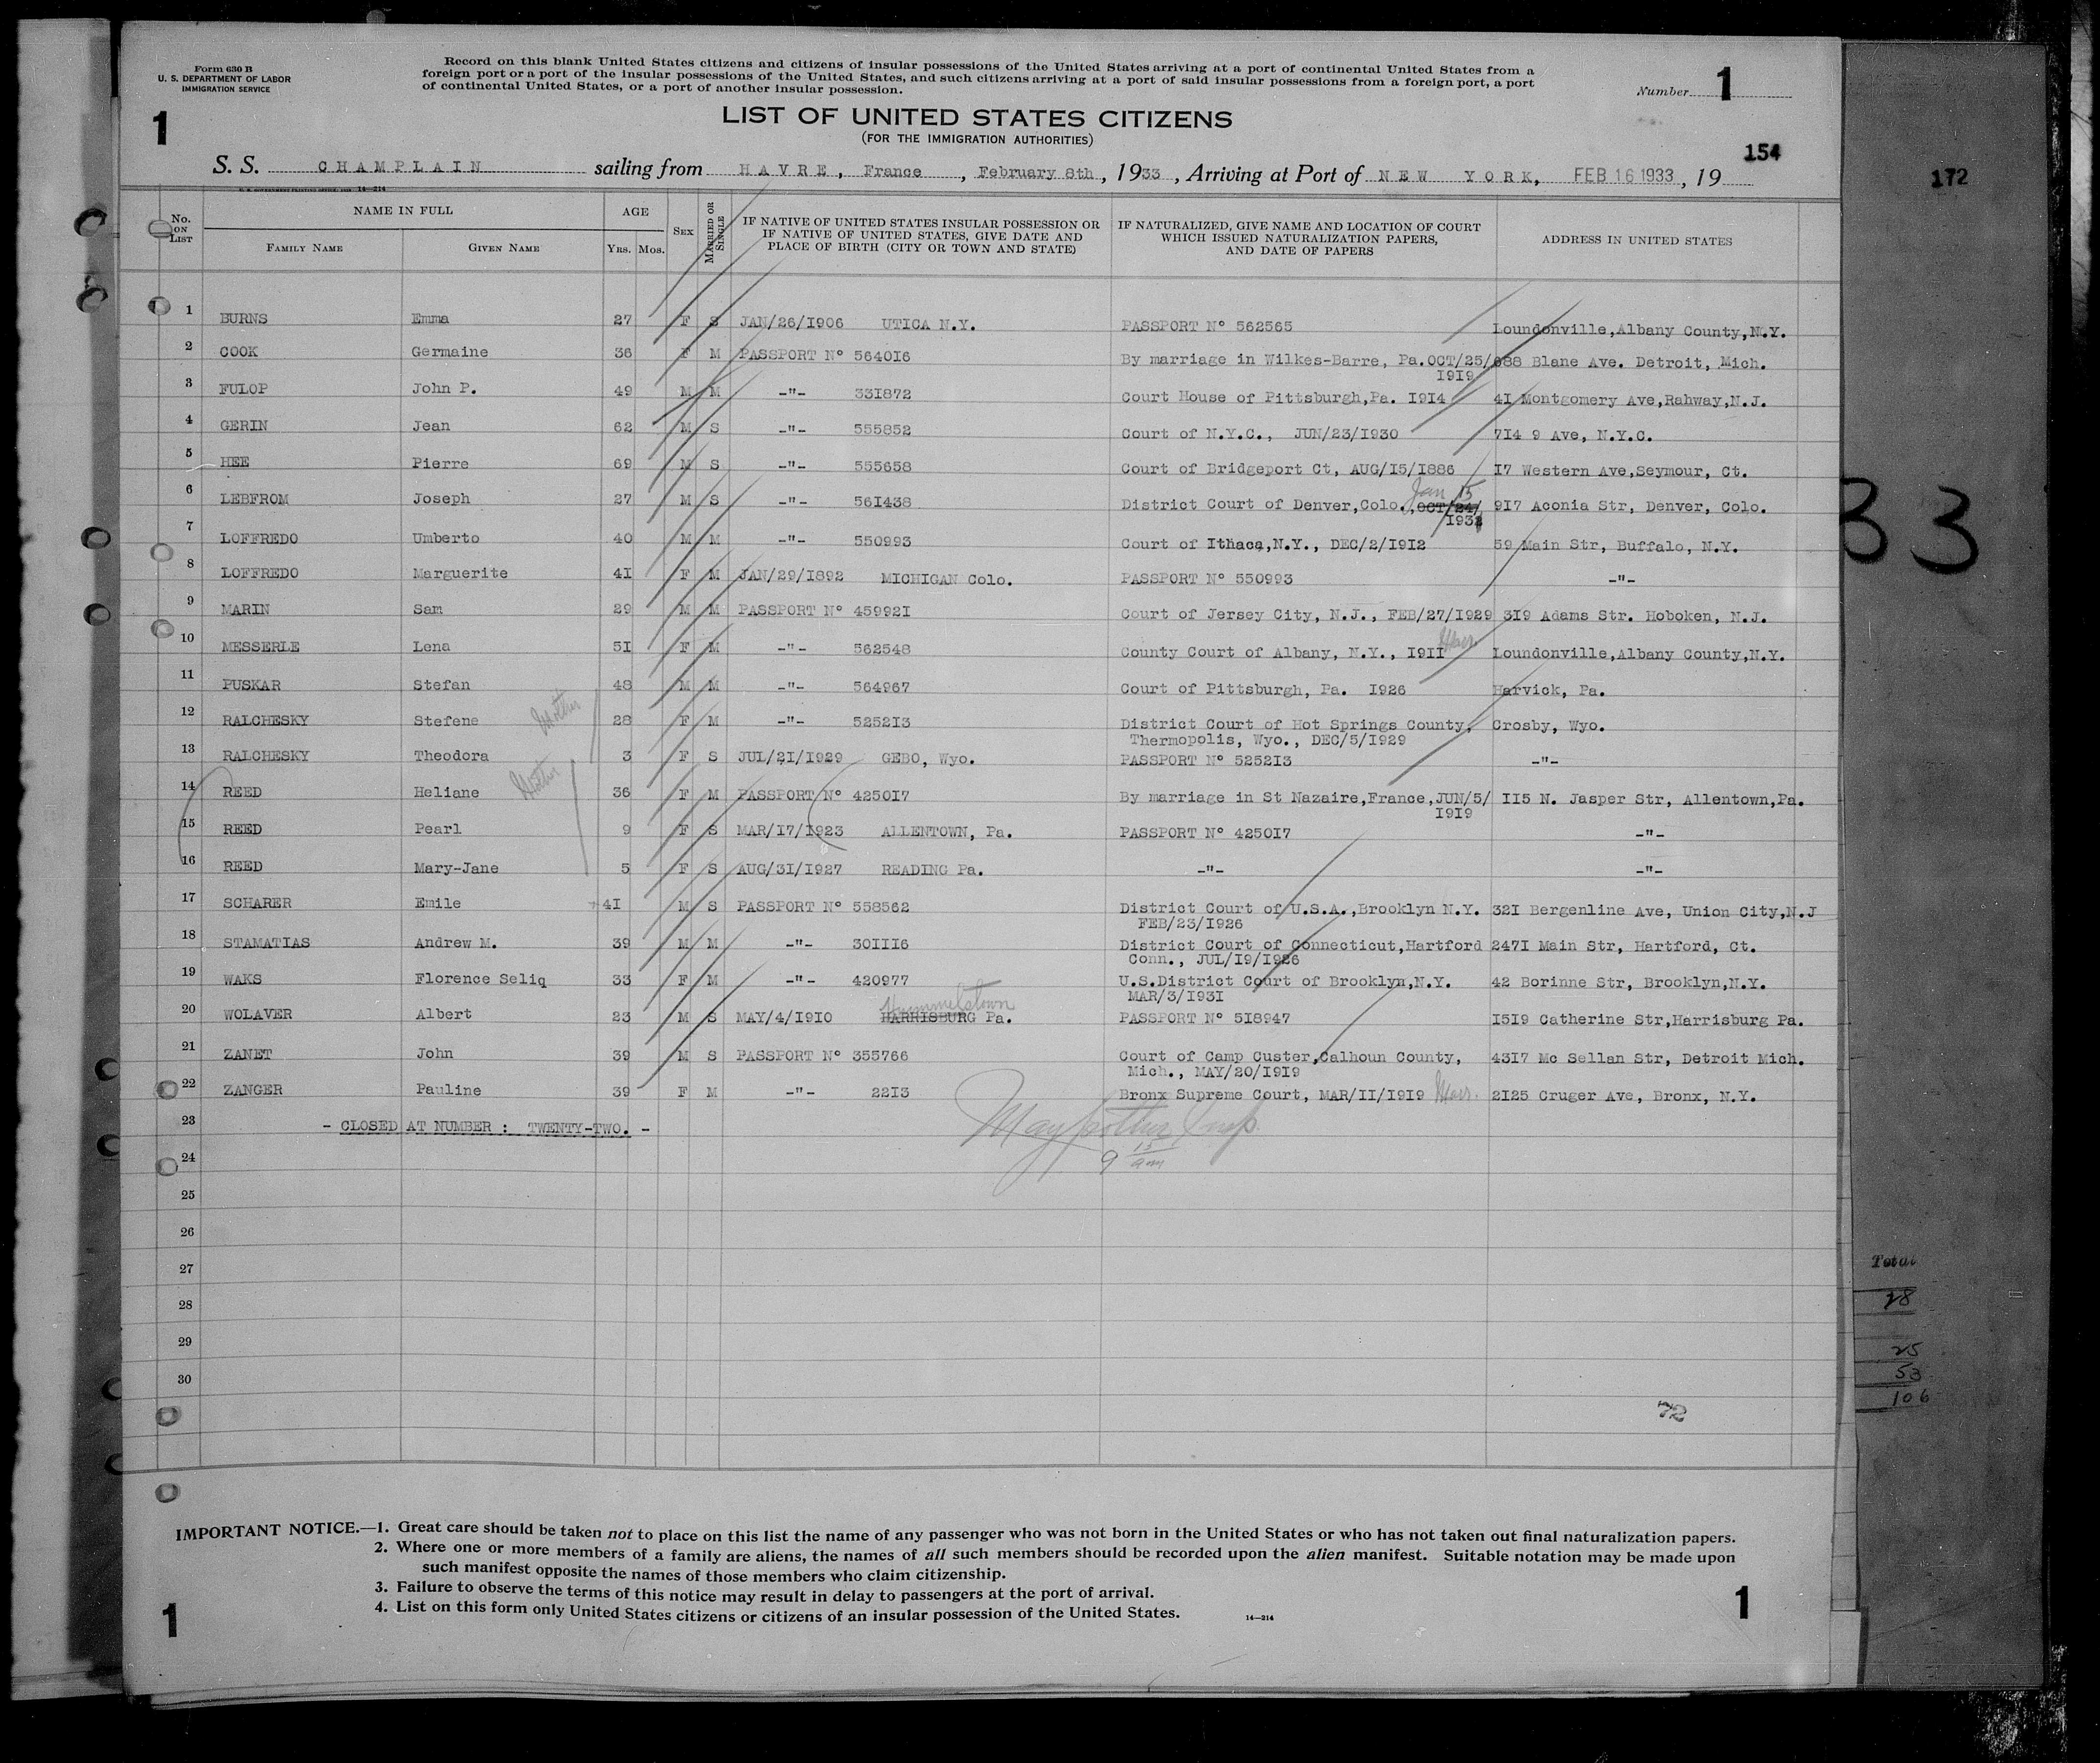 Form 630 B
U. S. DEPARTMENT OF LABOR
IMMIGRATION SERVICE
Record on this blank United States citizens and citizens of insular possessions of the United States arriving at a port of continental United States from a
foreign port or a port of the insular possessions of the United States, and such citizens arriving at a port of said insular possessions from a foreign port, a port
of continental United States, or a port of another insular possession.
Number 1
1
LIST OF UNITED STATES CITIZENS
(FOR THE IMMIGRATION AUTHORITIES)
154
172
S. S. CHAMPLAIN sailing from HAVRE, France, February 8th, 1933, Arriving at Port of NEW YORK, FEB 16 1933, 19
U. S. GOVERNMENT PRINTING OFFICE 14—214
No. ON LIST NAME IN FULL FAMILY NAME GIVEN NAME AGE YRS. MOS. SEX MARRIED OR SINGLE
IF NATIVE OF UNITED STATES INSULAR POSSESSION OR IF NATIVE OF UNITED STATES, GIVE DATE AND PLACE OF BIRTH (CITY OR TOWN AND STATE)
IF NATURALIZED, GIVE NAME AND LOCATION OF COURT WHICH ISSUED NATURALIZATION PAPERS, AND DATE OF PAPERS
ADDRESS IN UNITED STATES
1 BURNS Emma 27 F S JAN/26/1906 UTICA N.Y. PASSPORT N° 562565 Loundonville,Albany County,N.Y.
2 COOK Germaine 36 F M PASSPORT N° 564016 By marriage in Wilkes-Barre, Pa.OCT/25/ 688 Blane Ave. Detroit, Mich.
1919
3 FULOP John P. 49 M M -"- 331872 Court House of Pittsburgh,Pa. 1914 41 Montgomery Ave,Rahway,N.J.
4 GERIN Jean 62 M S -"- 555852 Court of N.Y.C., JUN/23/1930 714 9 Ave, N.Y.C.
5 HEE Pierre 69 M S -"- 555658 Court of Bridgeport Ct, AUG/15/1886 17 Western Ave,Seymour, Ct.
Jan 15
6 LEBFROM Joseph 27 M S -"- 561438 District Court of Denver,Colo.,OCT/24/ 917 Aconia Str, Denver, Colo.
1932
7 LOFFREDO Umberto 40 M M -"- 550993 Court of Ithaca,N.Y., DEC/2/1912 59 Main Str, Buffalo, N.Y.
8 LOFFREDO Marguerite 41 F M JAN/29/1892 MICHIGAN Colo. PASSPORT N° 550993 -"-
9 MARIN Sam 29 M M PASSPORT N° 459921 Court of Jersey City, N.J., FEB/27/1929 319 Adams Str. Hoboken, N.J.
10 MESSERLE Lena 51 F M -"- 562548 County Court of Albany, N.Y., 1911 Loundonville,Albany County,N.Y.
11 PUSKAR Stefan 48 M M -"- 564967 Court of Pittsburgh, Pa. 1926 Harvick, Pa.
12 RALCHESKY Stefene Mother 28 F M -"- 525213 District Court of Hot Springs County, Crosby, Wyo.
Thermopolis, Wyo., DEC/5/1929
13 RALCHESKY Theodora 3 F S JUL/21/1929 GEBO, Wyo. PASSPORT N° 525213 -"-
14 REED Heliane Mother 36 F M PASSPORT N° 425017 By marriage in St Nazaire,France,JUN/5/ 115 N. Jasper Str, Allentown,Pa.
1919
15 REED Pearl 9 F S MAR/17/1923 ALLENTOWN, Pa. PASSPORT N° 425017 -"-
16 REED Mary-Jane 5 F S AUG/31/1927 READING Pa. -"- -"-
17 SCHARER Emile 41 M S PASSPORT N° 558562 District Court of U.S.A.,Brooklyn N.Y. 321 Bergenline Ave, Union City,N.J
FEB/23/1926
18 STAMATIAS Andrew M. 39 M M -"- 301116 District Court of Connecticut,Hartford 2471 Main Str, Hartford, Ct.
Conn., JUL/19/1926
19 WAKS Florence Seliq 33 F M -"- 420977 U.S.District Court of Brooklyn,N.Y. 42 Borinne Str, Brooklyn,N.Y.
MAR/3/1931
Hummelstown
20 WOLAVER Albert 23 M S MAY/4/1910 HARRISBURG Pa. PASSPORT N° 518947 1519 Catherine Str,Harrisburg Pa.
21 ZANET John 39 M S PASSPORT N° 355766 Court of Camp Custer,Calhoun County, 4317 Mc Sellan Str, Detroit Mich.
Mich., MAY/20/1919
22 ZANGER Pauline 39 F M -"- 2213 Bronx Supreme Court, MAR/11/1919 2125 Cruger Ave, Bronx, N.Y.
23 - CLOSED AT NUMBER : TWENTY-TWO. -
9 15 am
24
25
26
27
28
29
30
72
33
Total
28
25
53
106
IMPORTANT NOTICE.—1. Great care should be taken not to place on this list the name of any passenger who was not born in the United States or who has not taken out final naturalization papers.
2. Where one or more members of a family are aliens, the names of all such members should be recorded upon the alien manifest. Suitable notation may be made upon
such manifest opposite the names of those members who claim citizenship.
3. Failure to observe the terms of this notice may result in delay to passengers at the port of arrival.
4. List on this form only United States citizens or citizens of an insular possession of the United States.
14—214
1
1